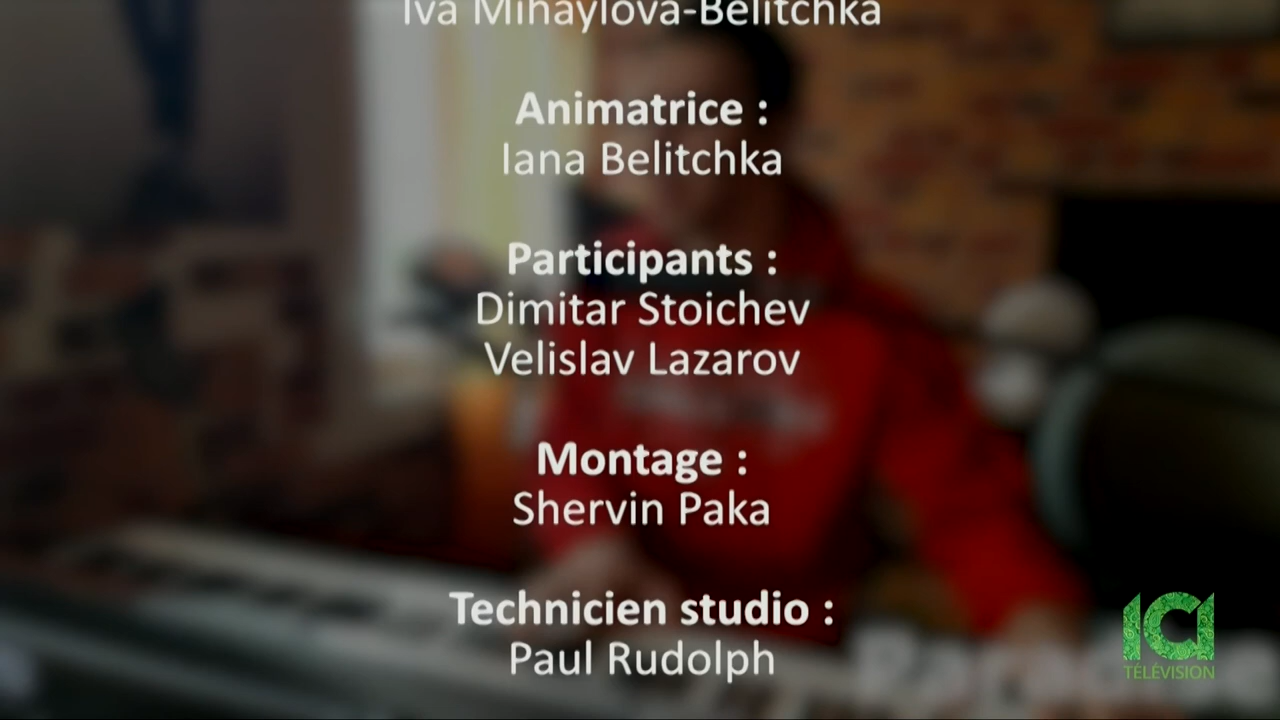 Iva Mihaylova-Belitchka
Animatrice :
Iana Belitchka
Participants :
Dimitar Stoichev
Velislav Lazarov
Montage :
Shervin Paka
Technicien studio :
Paul Rudolph
ICI
TÉLÉVISION